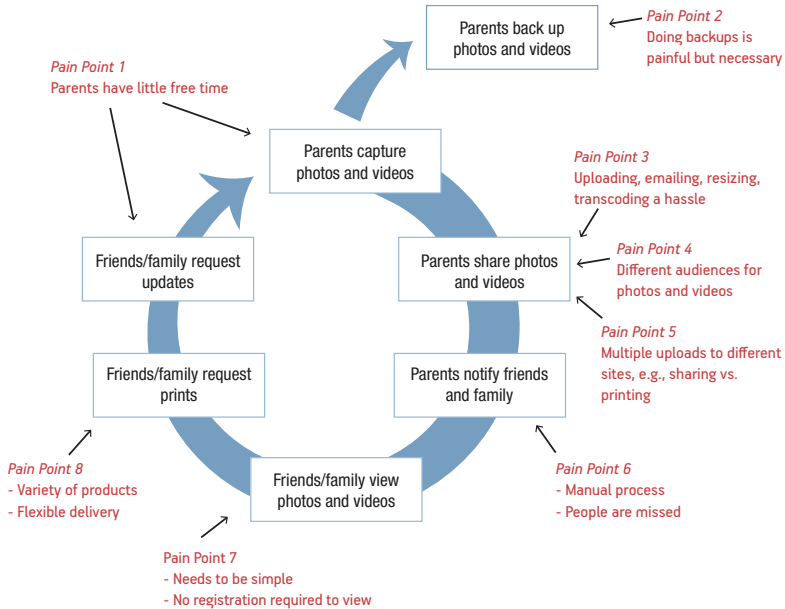 Parents back up
photos and videos
Pain Point 2
Doing backups is
painful but necessary
Pain Point 1
Parents have little free time
Parents capture
photos and videos
Pain Point 3
Uploading, emailing, resizing,
transcoding a hassle
Friends/family request
updates
Parents share photos
and videos
Pain Point 4
Different audiences for
photos and videos
Pain Point 5
Multiple uploads to different
sites, e.g., sharing vs.
printing
Friends/family request
prints
Parents notify friends
and family
Pain Point 8
- Variety of products
- Flexible delivery
Friends/family view
photos and videos
Pain Point 6
- Manual process
- People are missed
Pain Point 7
- Needs to be simple
- No registration required to view